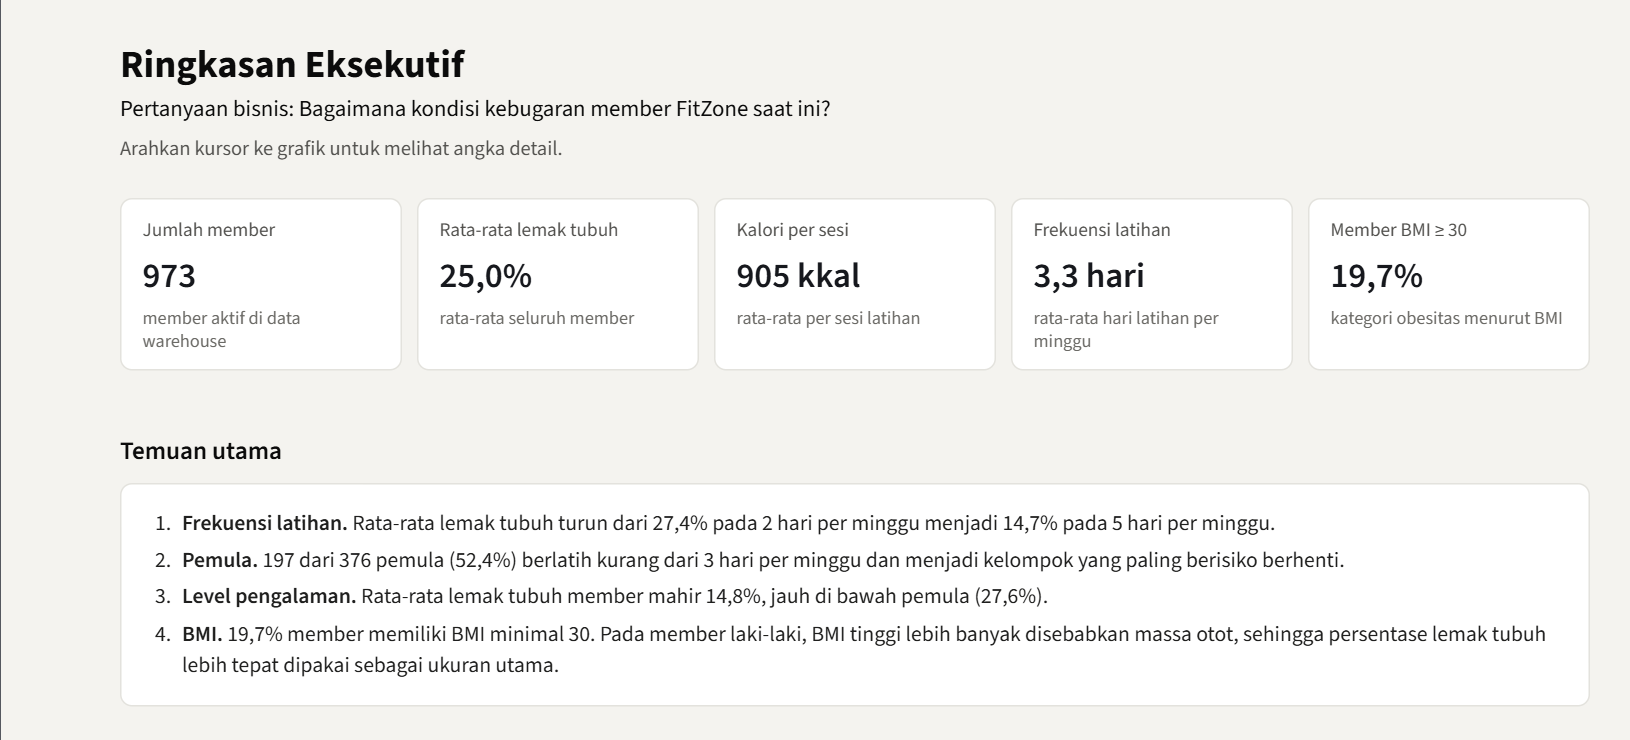 Ringkasan Eksekutif
Pertanyaan bisnis: Bagaimana kondisi kebugaran member FitZone saat ini?
Arahkan kursor ke grafik untuk melihat angka detail.
Jumlah member
973
member aktif di data
warehouse
Rata-rata lemak tubuh
25,0%
rata-rata seluruh member
Kalori per sesi
905 kkal
rata-rata per sesi latihan
Frekuensi latihan
3,3 hari
rata-rata hari latihan per
minggu
Member BMI ≥ 30
19,7%
kategori obesitas menurut BMI
Temuan utama
1. Frekuensi latihan. Rata-rata lemak tubuh turun dari 27,4% pada 2 hari per minggu menjadi 14,7% pada 5 hari per minggu.
2. Pemula. 197 dari 376 pemula (52,4%) berlatih kurang dari 3 hari per minggu dan menjadi kelompok yang paling berisiko berhenti.
3. Level pengalaman. Rata-rata lemak tubuh member mahir 14,8%, jauh di bawah pemula (27,6%).
4. BMI. 19,7% member memiliki BMI minimal 30. Pada member laki-laki, BMI tinggi lebih banyak disebabkan massa otot, sehingga persentase lemak tubuh
lebih tepat dipakai sebagai ukuran utama.